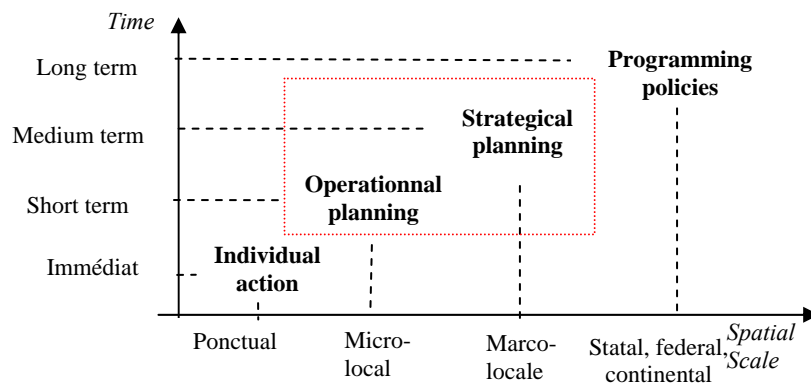 Time
Long term
Programming
policies
Medium term
Strategical
planning
Short term
Operationnal
planning
Immédiat
Individual
action
Ponctual
Micro-
local
Marco-
locale
Statal, federal,
continental
Spatial
Scale